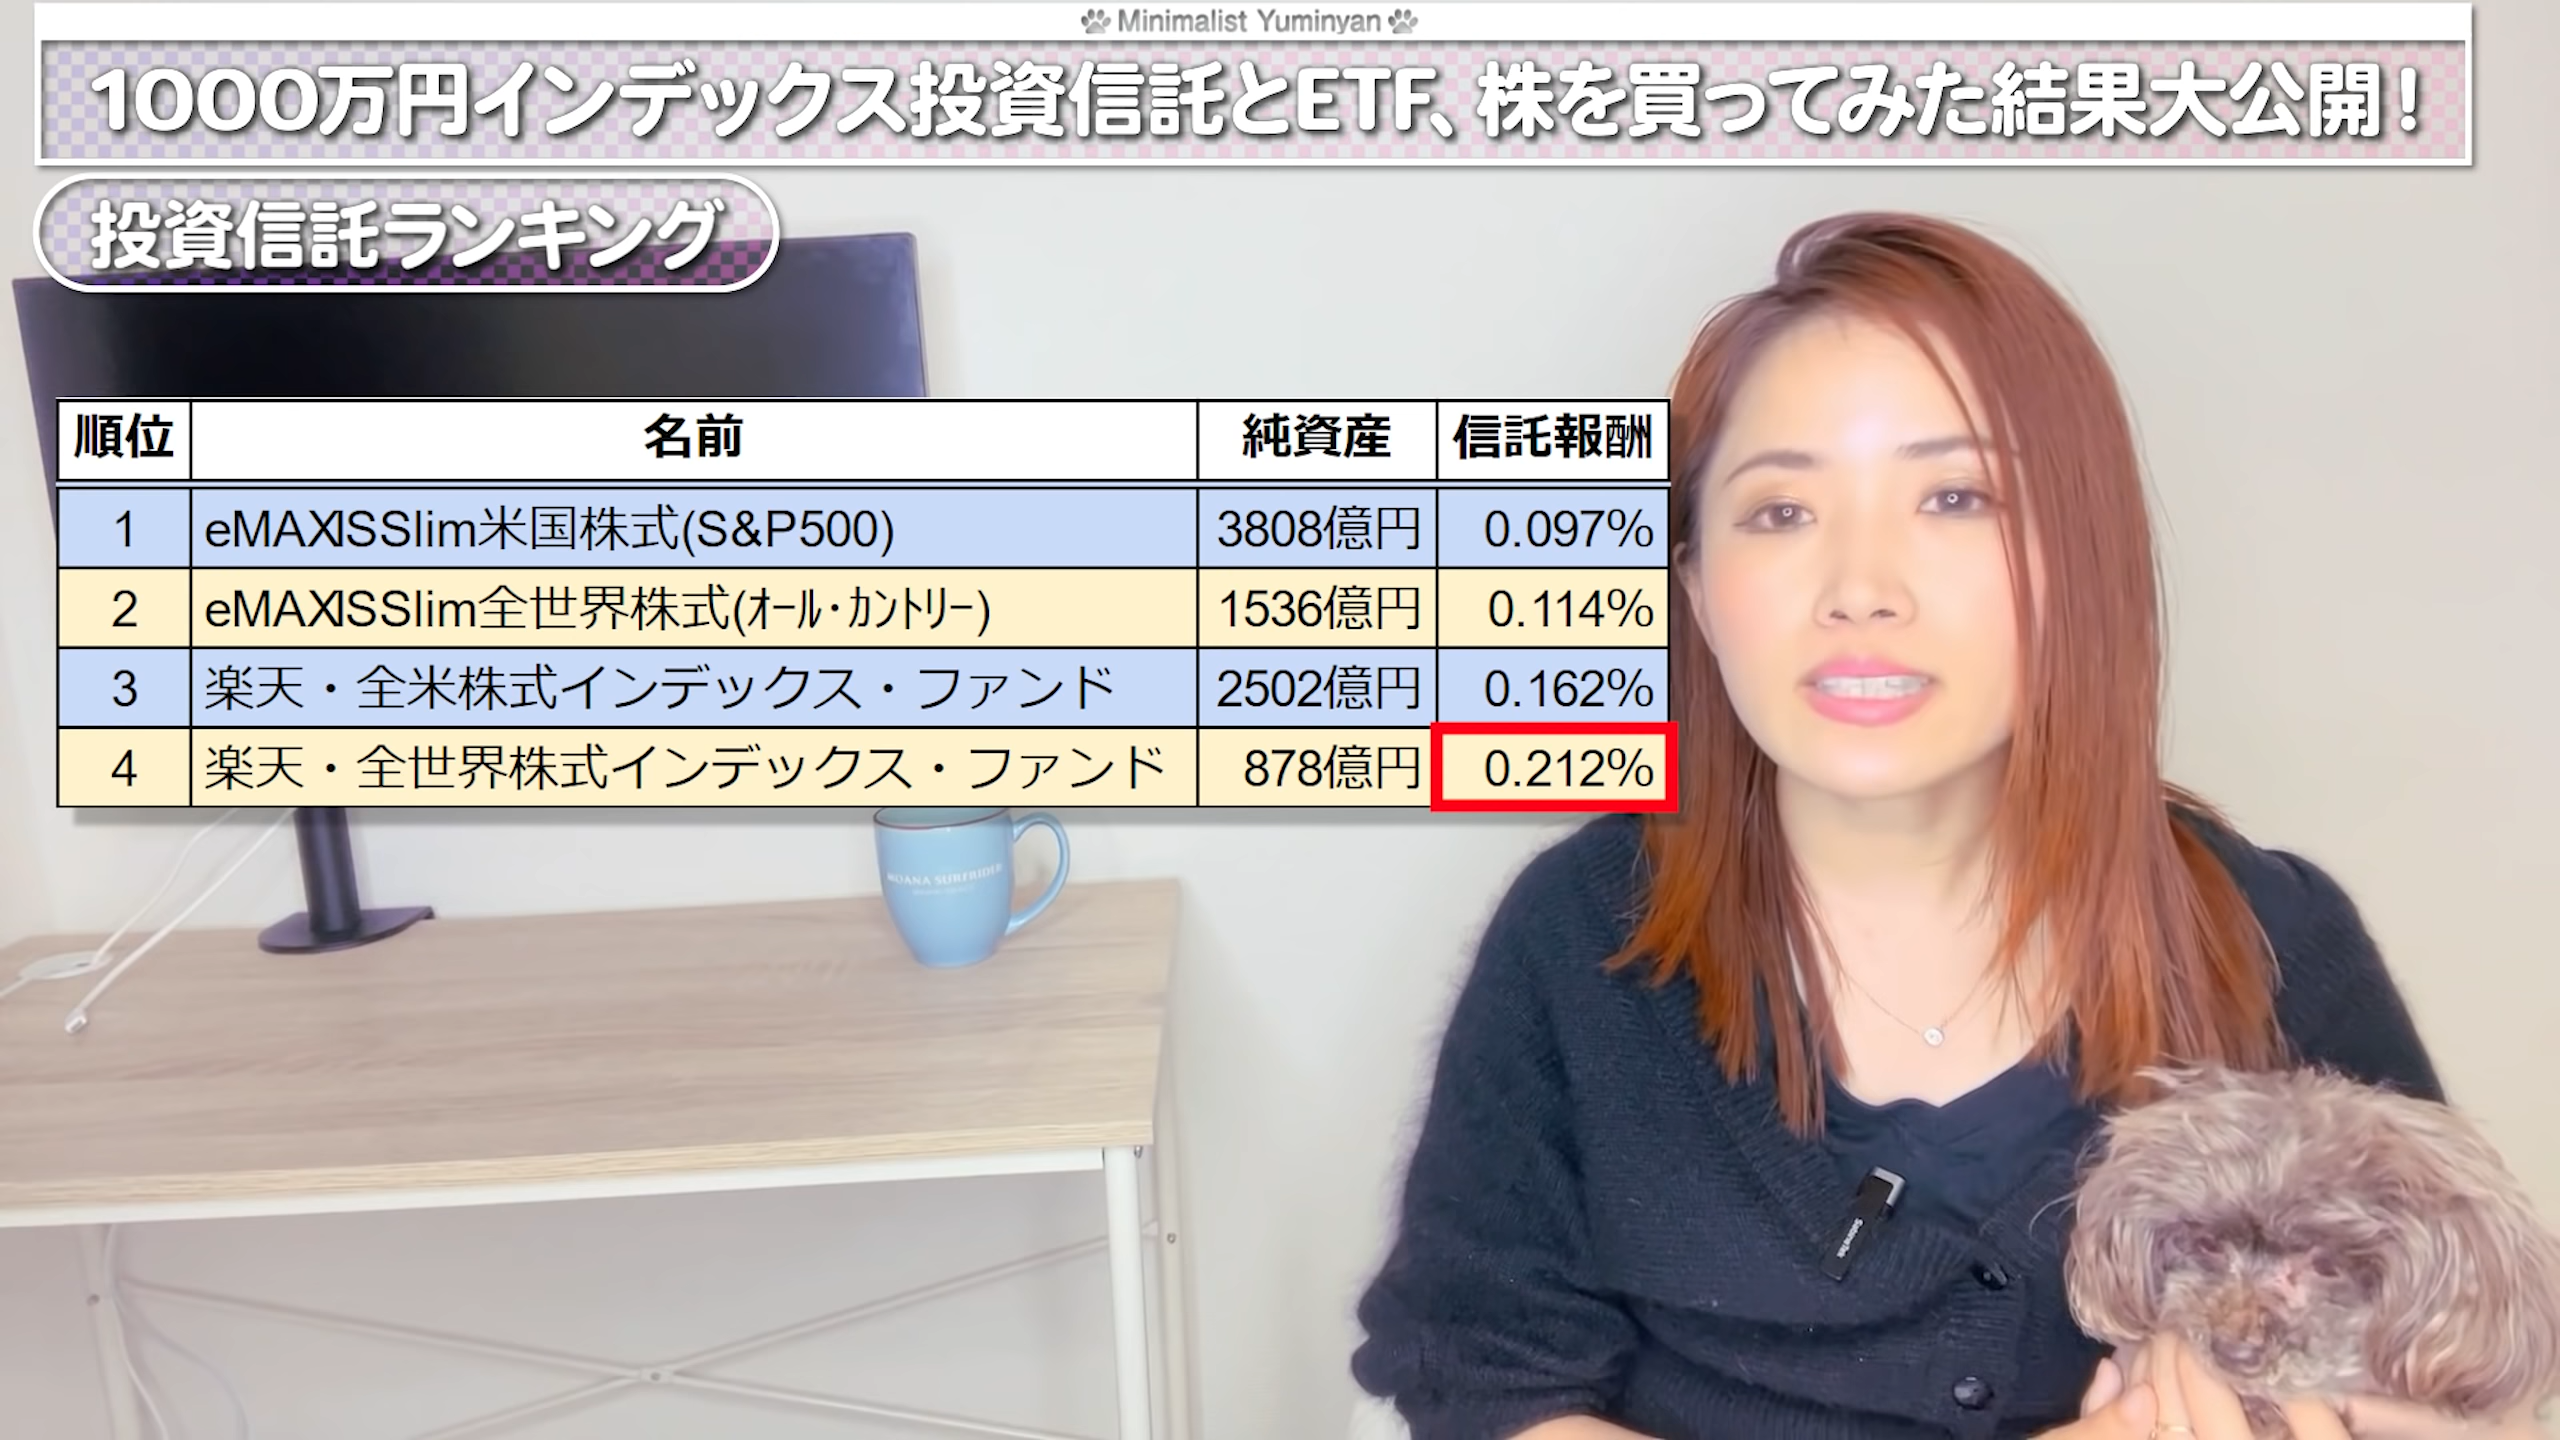 Minimalist Yuminyan
1000万円インデックス投資信託とETF、株を買ってみた結果大公開！
投資信託ランキング
順位 名前 純資産 信託報酬
1 eMAXISSlim米国株式(S&P500) 3808億円 0.097%
2 eMAXISSlim全世界株式(ｵｰﾙ･ｶﾝﾄﾘｰ) 1536億円 0.114%
3 楽天・全米株式インデックス・ファンド 2502億円 0.162%
4 楽天・全世界株式インデックス・ファンド 878億円 0.212%
MOANA SURFRIDER